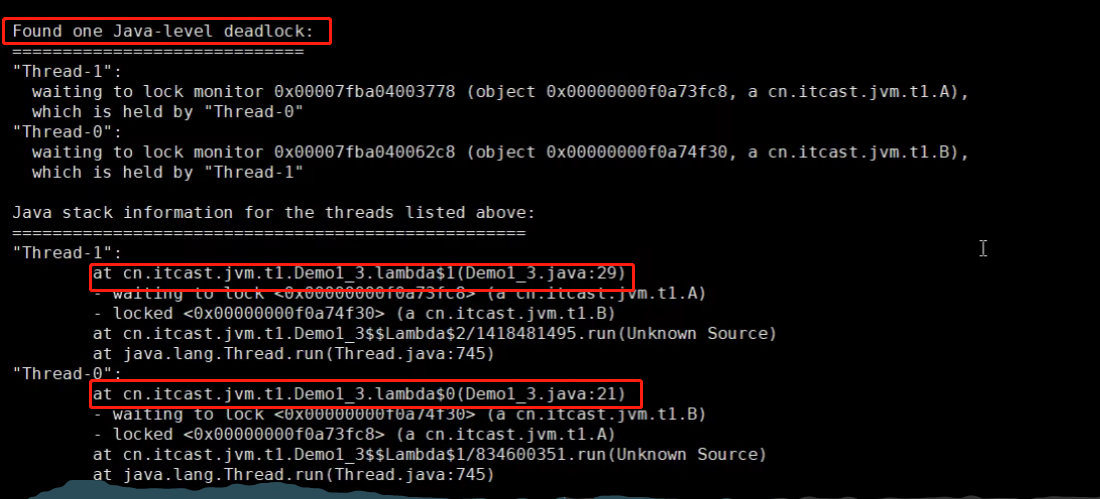 Found one Java-level deadlock:
=============================
"Thread-1":
  waiting to lock monitor 0x00007fba04003778 (object 0x00000000f0a73fc8, a cn.itcast.jvm.t1.A),
  which is held by "Thread-0"
"Thread-0":
  waiting to lock monitor 0x00007fba040062c8 (object 0x00000000f0a74f30, a cn.itcast.jvm.t1.B),
  which is held by "Thread-1"

Java stack information for the threads listed above:
===================================================
"Thread-1":
        at cn.itcast.jvm.t1.Demo1_3.lambda$1(Demo1_3.java:29)
        - waiting to lock <0x00000000f0a73fc8> (a cn.itcast.jvm.t1.A)
        - locked <0x00000000f0a74f30> (a cn.itcast.jvm.t1.B)
        at cn.itcast.jvm.t1.Demo1_3$$Lambda$2/1418481495.run(Unknown Source)
        at java.lang.Thread.run(Thread.java:745)
"Thread-0":
        at cn.itcast.jvm.t1.Demo1_3.lambda$0(Demo1_3.java:21)
        - waiting to lock <0x00000000f0a74f30> (a cn.itcast.jvm.t1.B)
        - locked <0x00000000f0a73fc8> (a cn.itcast.jvm.t1.A)
        at cn.itcast.jvm.t1.Demo1_3$$Lambda$1/834600351.run(Unknown Source)
        at java.lang.Thread.run(Thread.java:745)